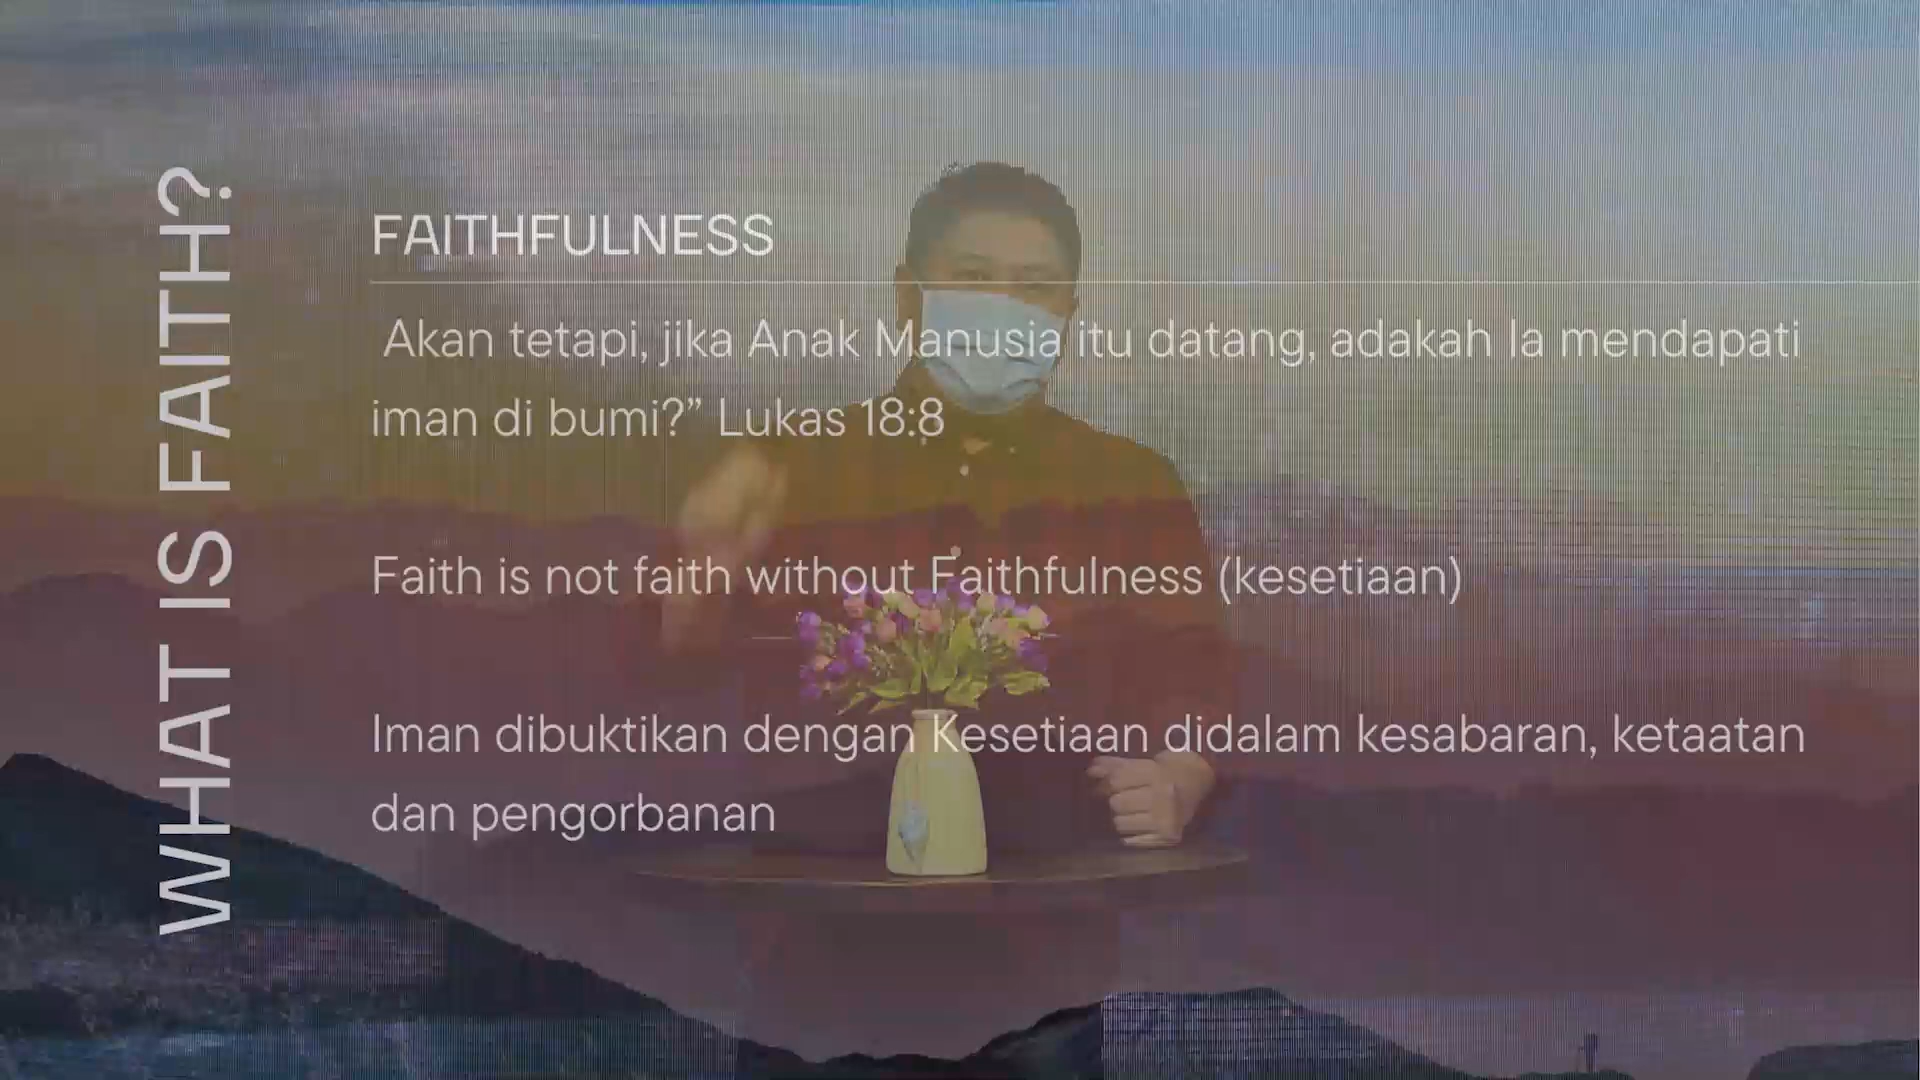 WHAT IS FAITH?
FAITHFULNESS
Akan tetapi, jika Anak Manusia itu datang, adakah Ia mendapati
iman di bumi?” Lukas 18:8
Faith is not faith without Faithfulness (kesetiaan)
Iman dibuktikan dengan Kesetiaan didalam kesabaran, ketaatan
dan pengorbanan